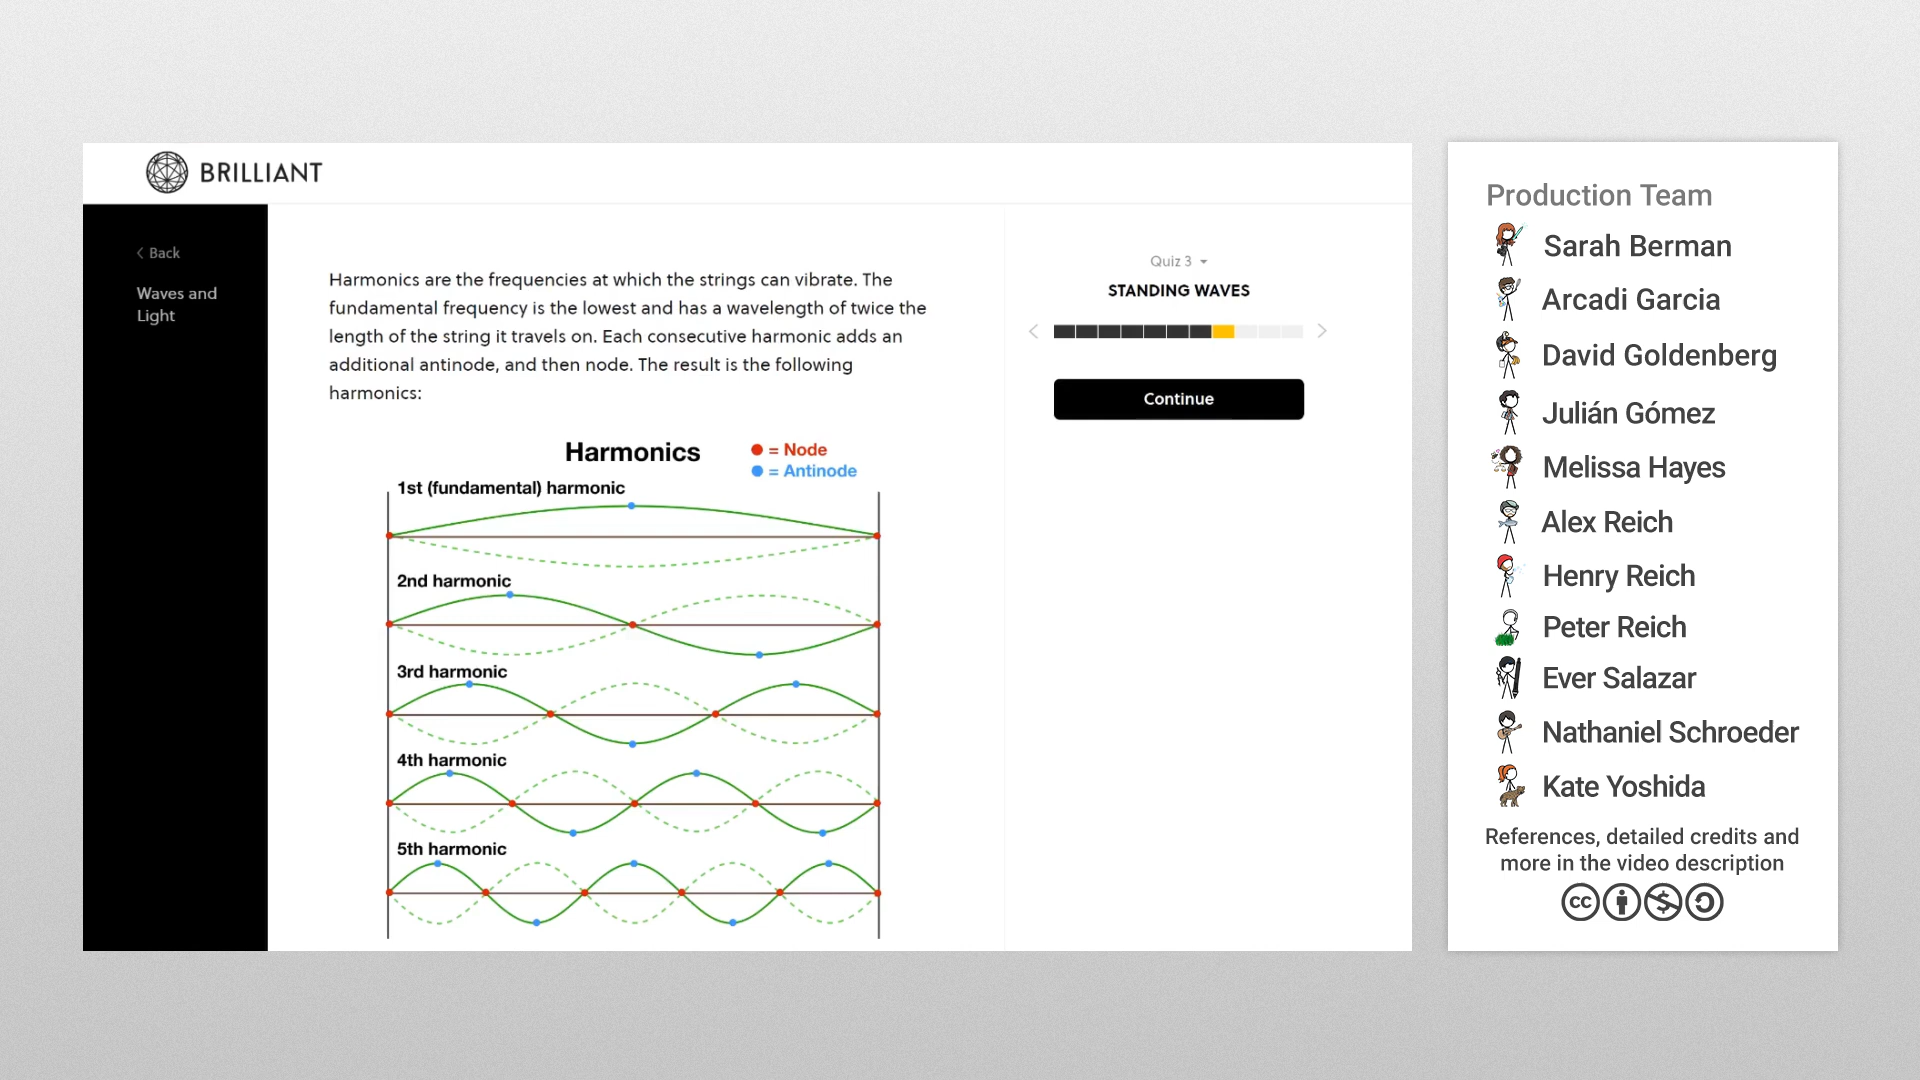 BRILLIANT
Back
Waves and
Light
Harmonics are the frequencies at which the strings can vibrate. The
fundamental frequency is the lowest and has a wavelength of twice the
length of the string it travels on. Each consecutive harmonic adds an
additional antinode, and then node. The result is the following
harmonics:
Harmonics
= Node
= Antinode
1st (fundamental) harmonic
2nd harmonic
3rd harmonic
4th harmonic
5th harmonic
Quiz 3
STANDING WAVES
Continue
Production Team
Sarah Berman
Arcadi Garcia
David Goldenberg
Julián Gómez
Melissa Hayes
Alex Reich
Henry Reich
Peter Reich
Ever Salazar
Nathaniel Schroeder
Kate Yoshida
References, detailed credits and
more in the video description
cc